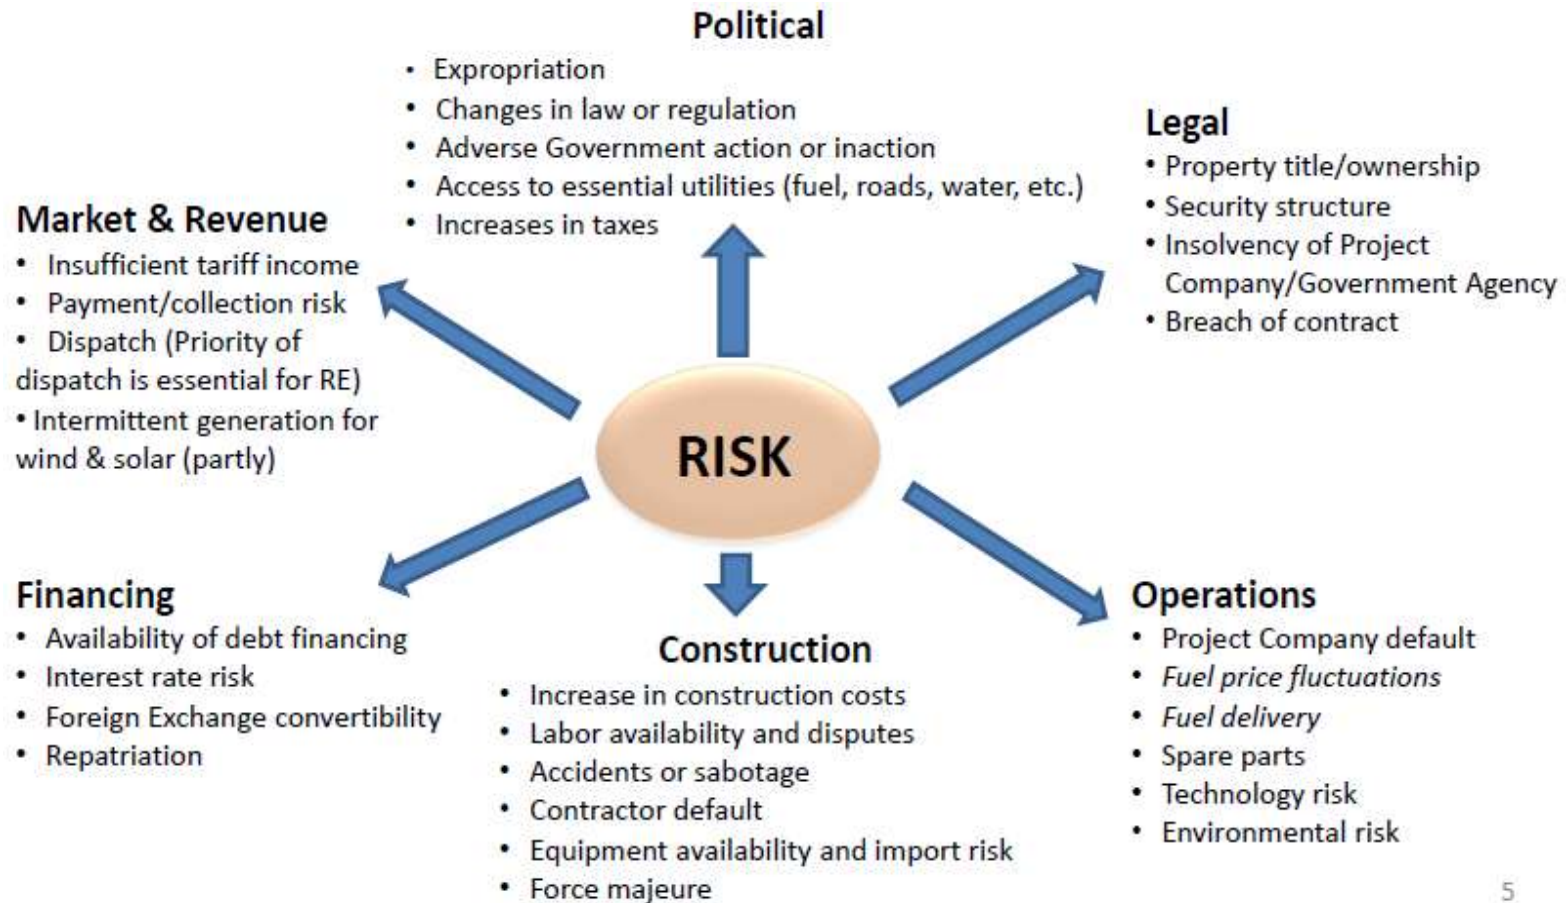 Political
• Expropriation
• Changes in law or regulation
• Adverse Government action or inaction
• Access to essential utilities (fuel, roads, water, etc.)
• Increases in taxes
Legal
• Property title/ownership
• Security structure
• Insolvency of Project
Company/Government Agency
• Breach of contract
Market & Revenue
• Insufficient tariff income
• Payment/collection risk
• Dispatch (Priority of
dispatch is essential for RE)
• Intermittent generation for
wind & solar (partly)
RISK
Financing
• Availability of debt financing
• Interest rate risk
• Foreign Exchange convertibility
• Repatriation
Construction
• Increase in construction costs
• Labor availability and disputes
• Accidents or sabotage
• Contractor default
• Equipment availability and import risk
• Force majeure
Operations
• Project Company default
• Fuel price fluctuations
• Fuel delivery
• Spare parts
• Technology risk
• Environmental risk
5